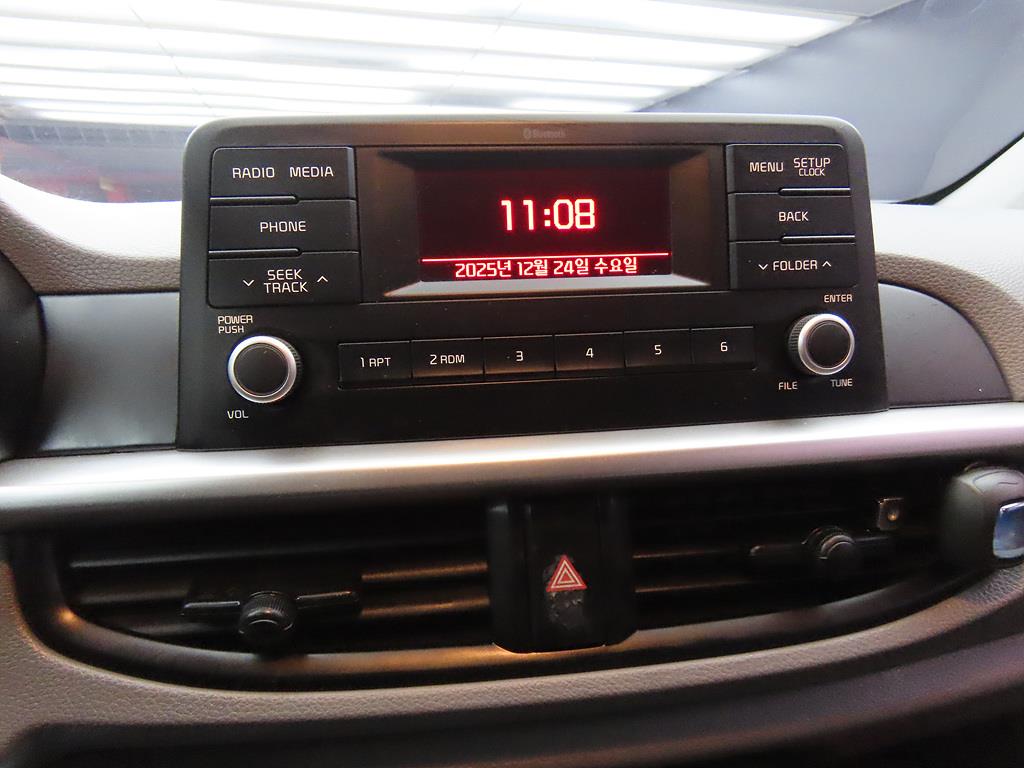 Bluetooth
RADIO MEDIA
PHONE
SEEK
TRACK
11:08
2025년 12월 24일 수요일
MENU SETUP
CLOCK
BACK
FOLDER
POWER
PUSH
VOL
1 RPT
2 RDM
3
4
5
6
ENTER
FILE
TUNE